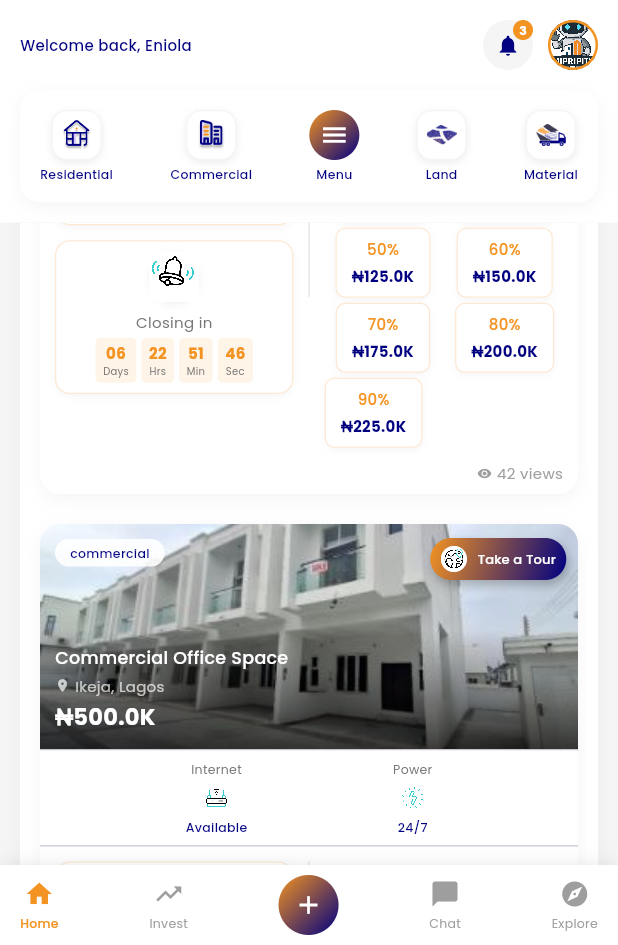 Welcome back, Eniola
3
Residential
Commercial
Menu
Land
Material
50%
₦125.0K
60%
₦150.0K
Closing in
06
Days
22
Hrs
51
Min
46
Sec
70%
₦175.0K
80%
₦200.0K
90%
₦225.0K
42 views
commercial
Take a Tour
Commercial Office Space
Ikeja, Lagos
₦500.0K
Internet
Available
Power
24/7
Home
Invest
+
Chat
Explore